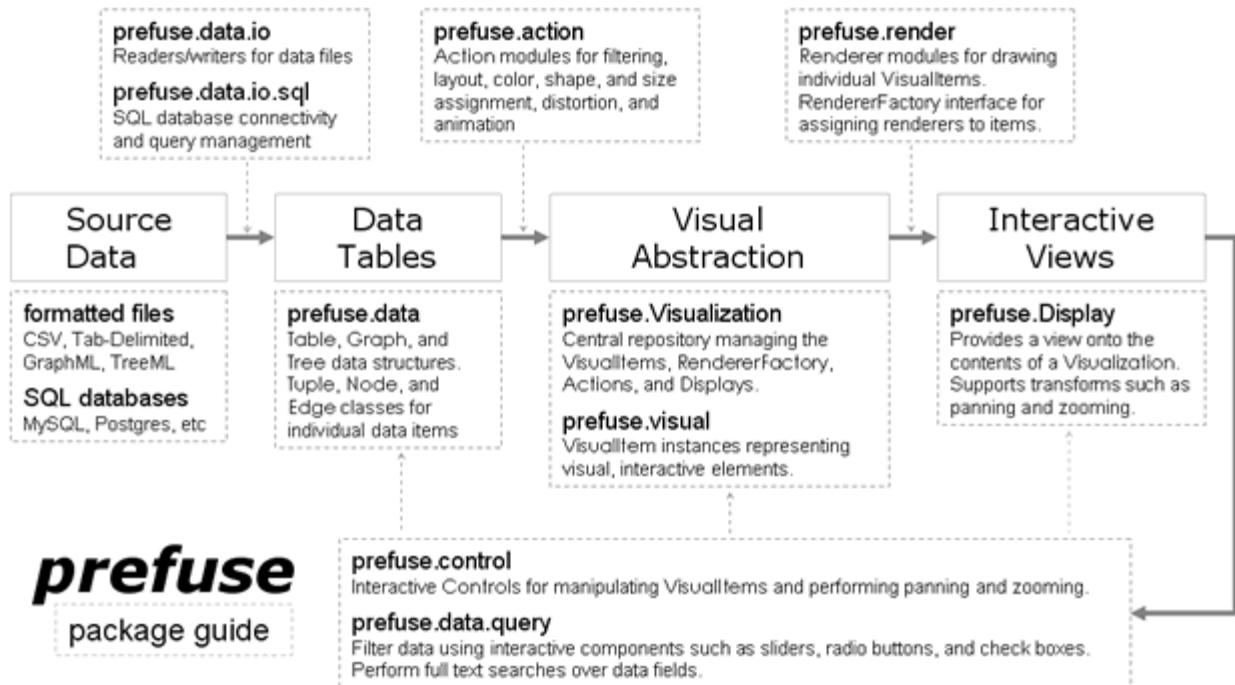 prefuse.data.io
Readers/writers for data files
prefuse.data.io.sql
SQL database connectivity
and query management
prefuse.action
Action modules for filtering,
layout, color, shape, and size
assignment, distortion, and
animation
prefuse.render
Renderer modules for drawing
individual VisualItems.
RendererFactory interface for
assigning renderers to items.
Source
Data
Data
Tables
Visual
Abstraction
Interactive
Views
formatted files
CSV, Tab-Delimited,
GraphML, TreeML
SQL databases
MySQL, Postgres, etc
prefuse.data
Table, Graph, and
Tree data structures.
Tuple, Node, and
Edge classes for
individual data items
prefuse.Visualization
Central repository managing the
VisualItems, RendererFactory,
Actions, and Displays.
prefuse.visual
VisualItem instances representing
visual, interactive elements.
prefuse.Display
Provides a view onto the
contents of a Visualization.
Supports transforms such as
panning and zooming.
prefuse
package guide
prefuse.control
Interactive Controls for manipulating VisualItems and performing panning and zooming.
prefuse.data.query
Filter data using interactive components such as sliders, radio buttons, and check boxes.
Perform full text searches over data fields.